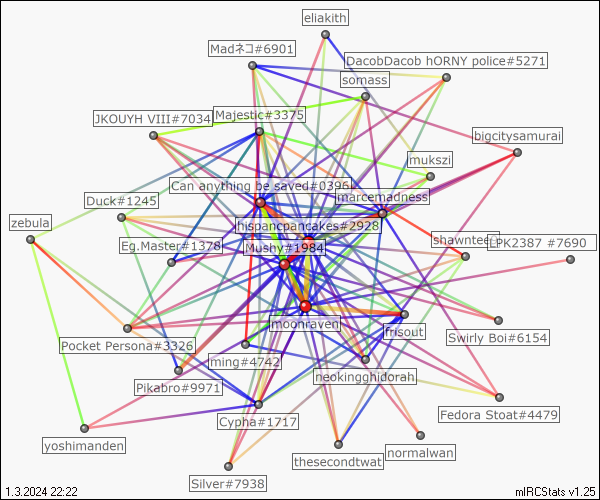 eliakith
Madネコ#6901
DacobDacob hORNY police#5271
somass
JKOUYH VIII#7034
Majestic#3375
bigcitysamurai
mukszi
Can anything be saved#0396
marcemadness
Duck#1245
zebula
hispancpancakes#2928
Eg.Master#1378
Mushy#1984
shawntee
LPK2387 #7690
moonraven
frisout
Pocket Persona#3326
Swirly Boi#6154
ming#4742
neokingghidorah
Pikabro#9971
Fedora Stoat#4479
Cypha#1717
yoshimanden
normalwan
thesecondtwat
Silver#7938
1.3.2024 22:22
mIRCStats v1.25